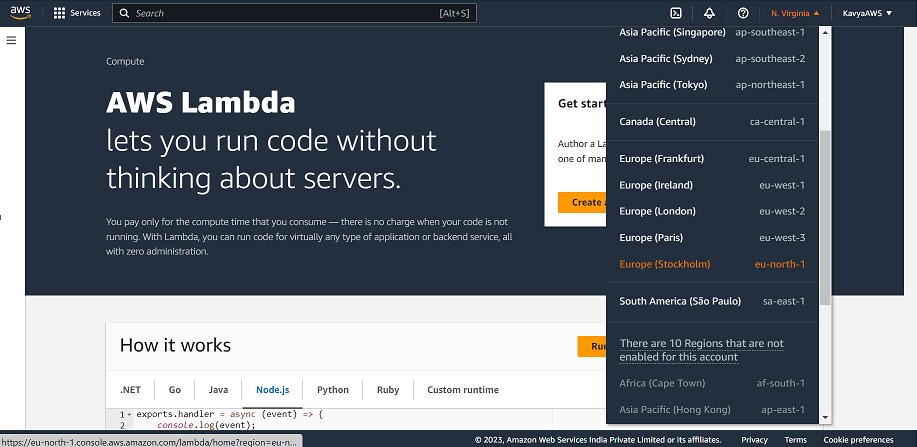 aws
Services
Search [Alt+S]
N. Virginia
KavyaAWS
Compute
AWS Lambda
lets you run code without
thinking about servers.
You pay only for the compute time that you consume — there is no charge when your code is not
running. With Lambda, you can run code for virtually any type of application or backend service, all
with zero administration.
Get start
Author a La
one of man
Create a
Asia Pacific (Singapore) ap-southeast-1
Asia Pacific (Sydney) ap-southeast-2
Asia Pacific (Tokyo) ap-northeast-1
Canada (Central) ca-central-1
Europe (Frankfurt) eu-central-1
Europe (Ireland) eu-west-1
Europe (London) eu-west-2
Europe (Paris) eu-west-3
Europe (Stockholm) eu-north-1
South America (São Paulo) sa-east-1
There are 10 Regions that are not
enabled for this account
Africa (Cape Town) af-south-1
Asia Pacific (Hong Kong) ap-east-1
How it works
Ru
.NET Go Java Node.js Python Ruby Custom runtime
1 exports.handler = async (event) => {
2 console.log(event);
https://eu-north-1.console.aws.amazon.com/lambda/home?region=eu-n...
© 2023, Amazon Web Services India Private Limited or its affiliates. Privacy Terms Cookie preferences